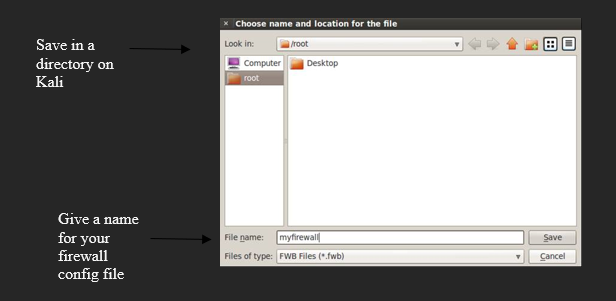 × Choose name and location for the file
Save in a
directory on
Kali
Look in:
/root
Computer
root
Desktop
Give a name
for your
firewall
config file
File name:
myfirewall
Save
Files of type:
FWB Files (*.fwb)
Cancel